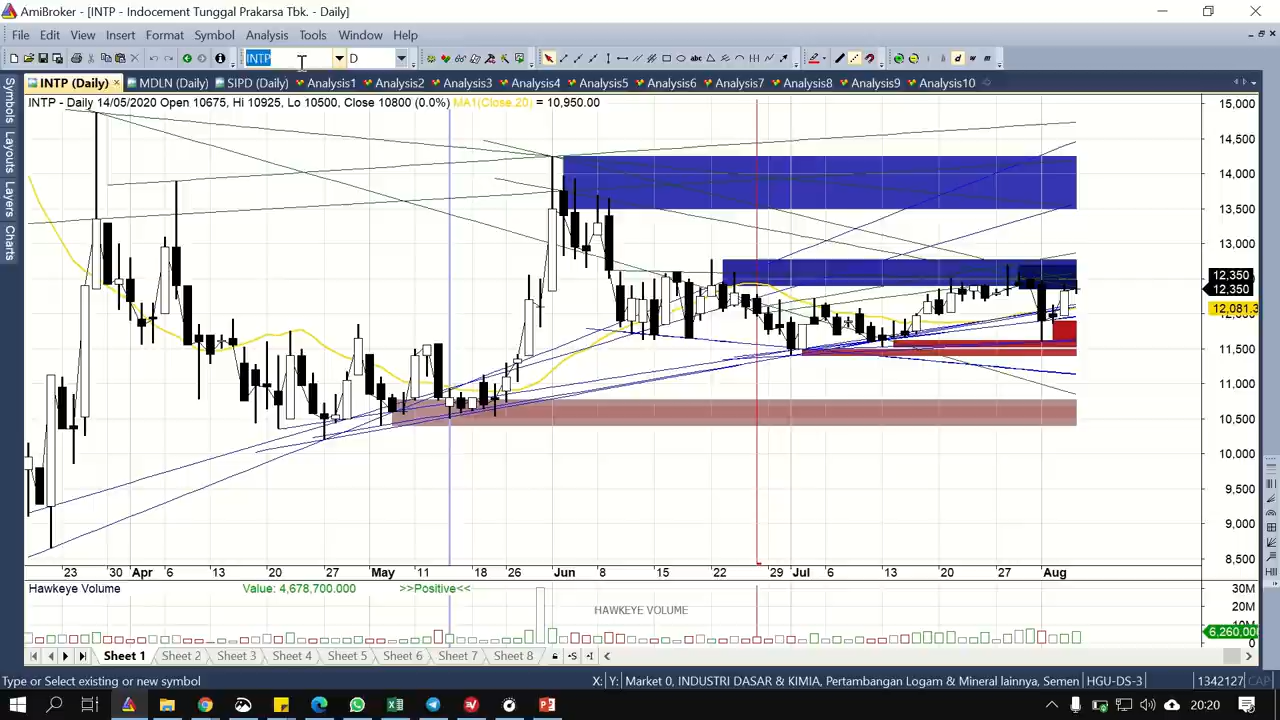 AmiBroker - [INTP - Indocement Tunggal Prakarsa Tbk. - Daily]
File Edit View Insert Format Symbol Analysis Tools Window Help
INTP D
INTP (Daily) MDLN (Daily) SIPD (Daily) Analysis1 Analysis2 Analysis3 Analysis4 Analysis5 Analysis6 Analysis7 Analysis8 Analysis9 Analysis10
INTP - Daily 14/05/2020 Open 10675, Hi 10925, Lo 10500, Close 10800 (0.0%) MA1(Close,20) = 10,950.00
Symbols
Layouts
Layers
Charts
15,000
14,500
14,000
13,500
13,000
12,350
12,350
12,081.3
11,500
11,000
10,500
10,000
9,500
9,000
8,500
23 30 Apr 6 13 20 27 May 11 18 26 Jun 8 15 22 29 Jul 6 13 20 27 Aug
Hawkeye Volume Value: 4,678,700.000 >>Positive<<
HAWKEYE VOLUME
30M
20M
6,260,000
Sheet 1 Sheet 2 Sheet 3 Sheet 4 Sheet 5 Sheet 6 Sheet 7 Sheet 8
Type or Select existing or new symbol X: Y: Market 0, INDUSTRI DASAR & KIMIA, Pertambangan Logam & Mineral lainnya, Semen HGU-DS-3 1342127 CAP
20:20